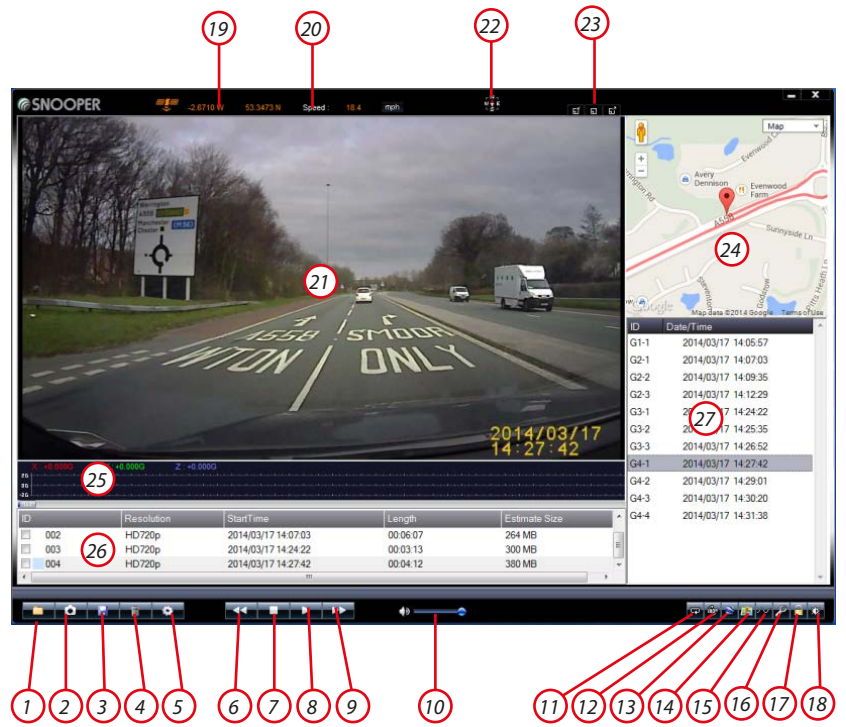 19 20 22 23
SNOOPER -2.6710 W 53.3473 N Speed : 18.4 mph
Map
Evenwood
Avery
Dennison
Evenwood
Farm
A558
Sunnyside Ln
24
Google
Map data ©2014 Google Terms of Use
Warrington
A558
Manchester
Chester
21
A558 SMOOR
WTON ONLY
2014/03/17
14:27:42
X : +0.000G +0.000G Z : +0.000G
25
ID Resolution StartTime Length Estimate Size
002 HD720p 2014/03/17 14:07:03 00:06:07 264 MB
003 HD720p 2014/03/17 14:24:22 00:03.13 300 MB
004 HD720p 2014/03/17 14:27:42 00:04:12 380 MB
26
ID Date/Time
G1-1 2014/03/17 14:05:57
G2-1 2014/03/17 14:07:03
G2-2 2014/03/17 14:09:35
G2-3 2014/03/17 14:12:29
G3-1 14:24:22
G3-2 14:25:35
G3-3 2014/03/17 14:26:52
G4-1 2014/03/17 14:27:42
G4-2 2014/03/17 14:29:01
G4-3 2014/03/17 14:30:20
G4-4 2014/03/17 14:31:38
27
1 2 3 4 5 6 7 8 9 10 11 12 13 14 15 16 17 18